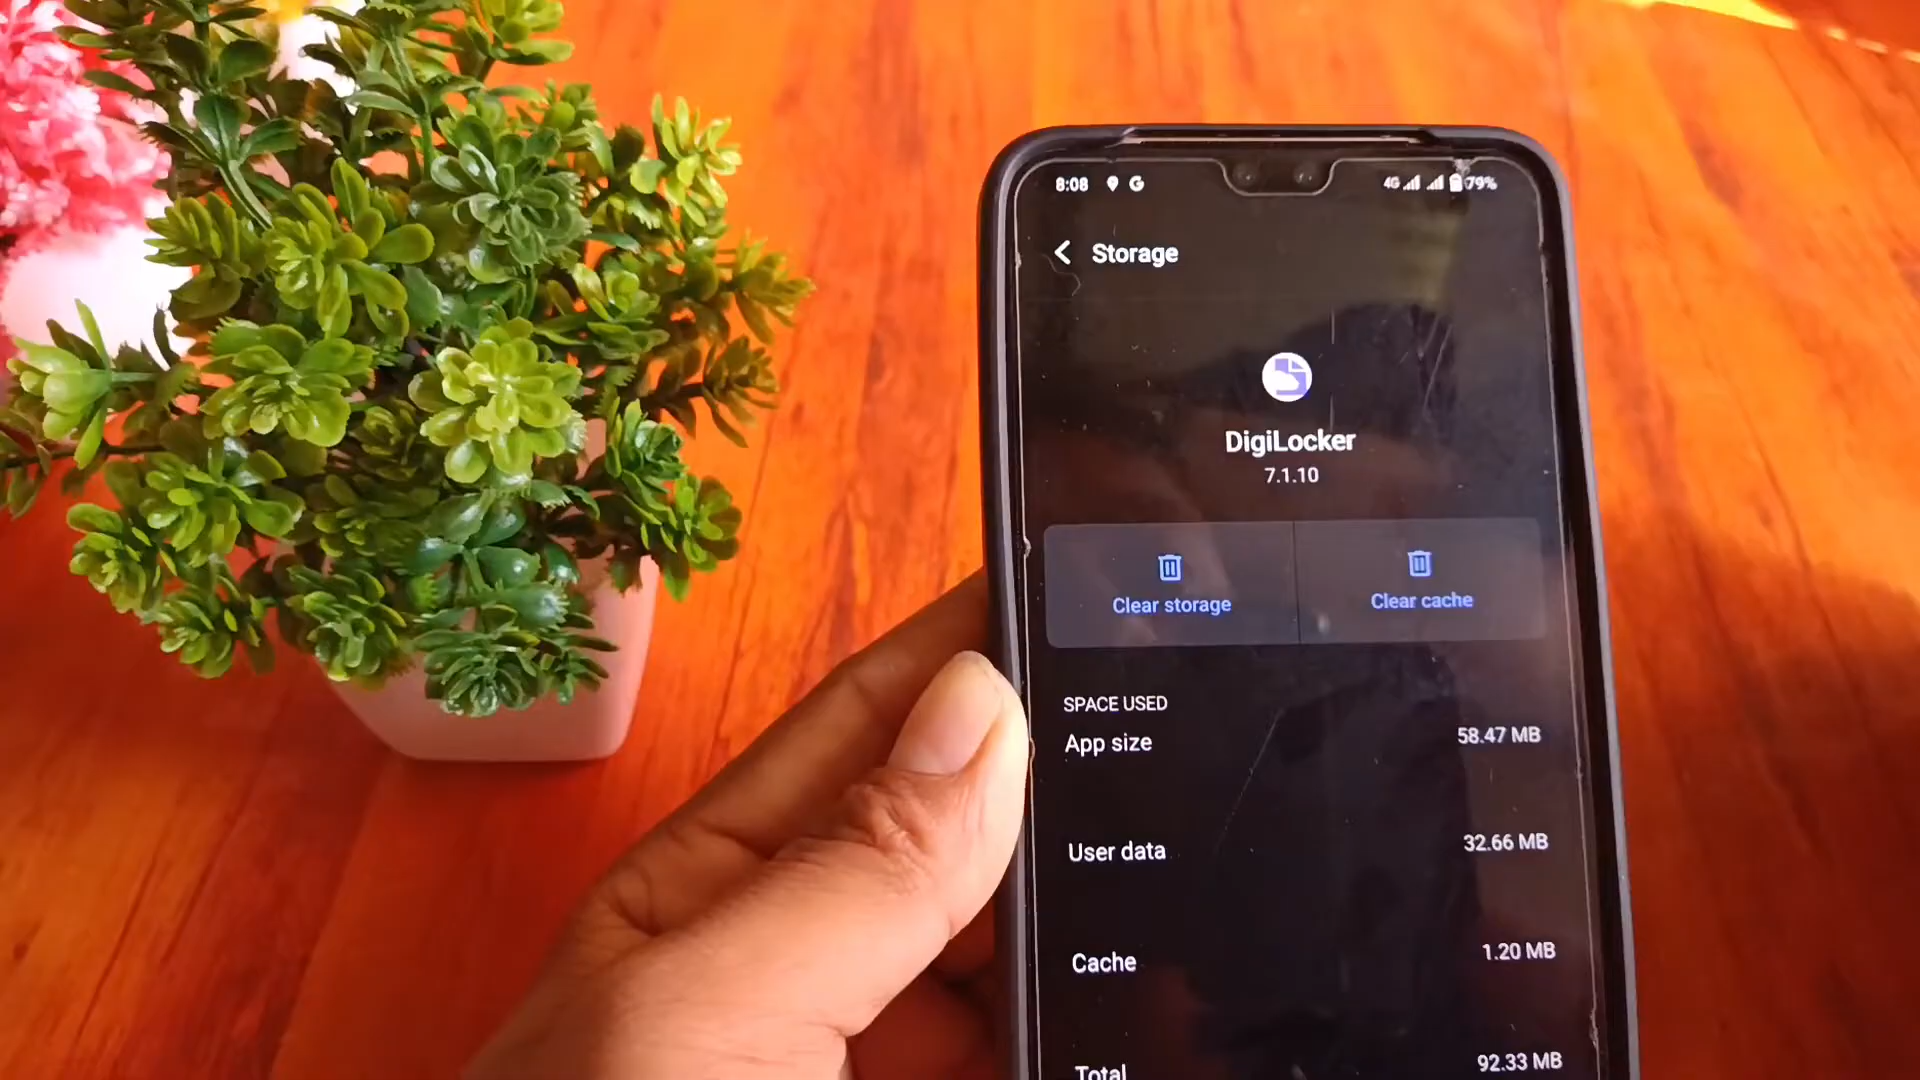 8:08 G 4G 79%
Storage
DigiLocker
7.1.10
Clear storage Clear cache
SPACE USED
App size 58.47 MB
User data 32.66 MB
Cache 1.20 MB
Total 92.33 MB